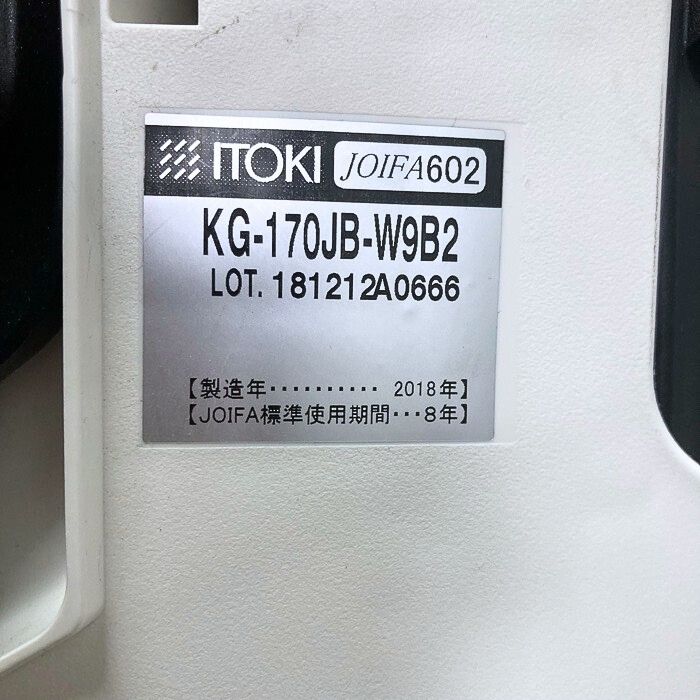 ITOKI JOIFA602
KG-170JB-W9B2
LOT. 181212A0666
【製造年･･････････ 2018年】
【JOIFA標準使用期間･･･8年】